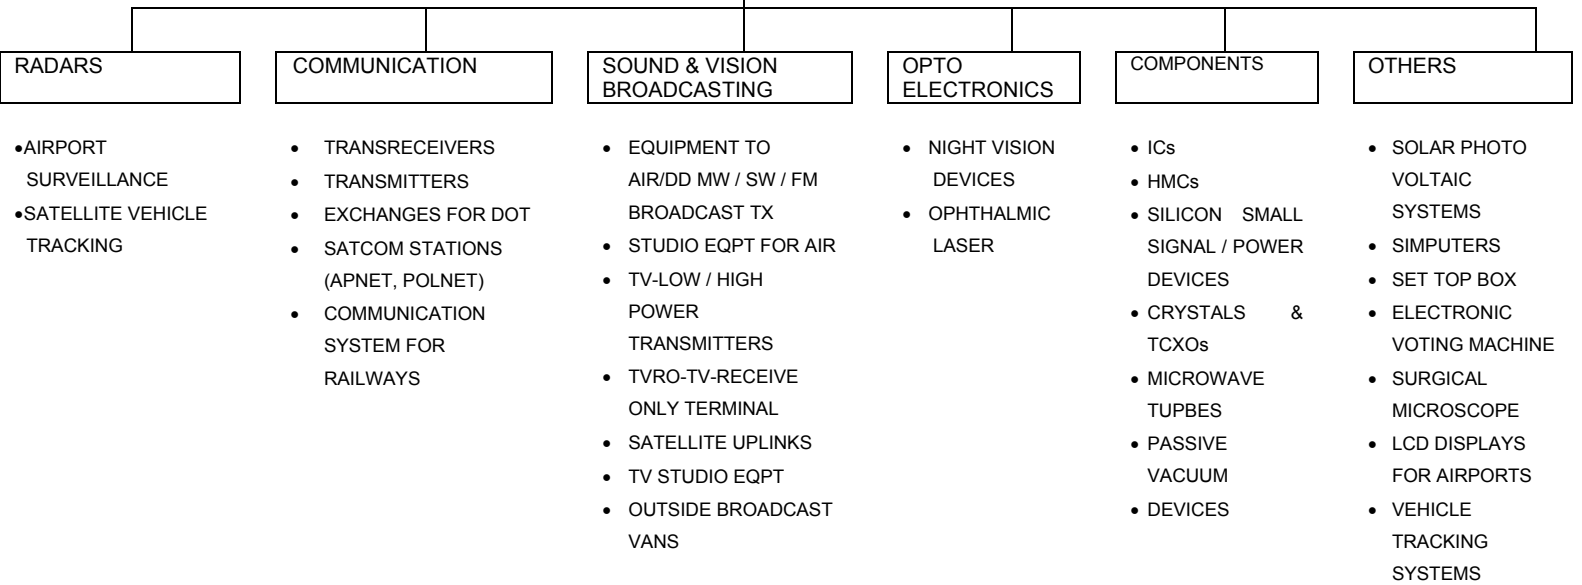 RADARS
•AIRPORT
SURVEILLANCE
•SATELLITE VEHICLE
TRACKING
COMMUNICATION
• TRANSRECEIVERS
• TRANSMITTERS
• EXCHANGES FOR DOT
• SATCOM STATIONS
(APNET, POLNET)
• COMMUNICATION
SYSTEM FOR
RAILWAYS
SOUND & VISION
BROADCASTING
• EQUIPMENT TO
AIR/DD MW / SW / FM
BROADCAST TX
• STUDIO EQPT FOR AIR
• TV-LOW / HIGH
POWER
TRANSMITTERS
• TVRO-TV-RECEIVE
ONLY TERMINAL
• SATELLITE UPLINKS
• TV STUDIO EQPT
• OUTSIDE BROADCAST
VANS
OPTO
ELECTRONICS
• NIGHT VISION
DEVICES
• OPHTHALMIC
LASER
COMPONENTS
• ICs
• HMCs
• SILICON SMALL
SIGNAL / POWER
DEVICES
• CRYSTALS &
TCXOs
• MICROWAVE
TUPBES
• PASSIVE
VACUUM
• DEVICES
OTHERS
• SOLAR PHOTO
VOLTAIC
SYSTEMS
• SIMPUTERS
• SET TOP BOX
• ELECTRONIC
VOTING MACHINE
• SURGICAL
MICROSCOPE
• LCD DISPLAYS
FOR AIRPORTS
• VEHICLE
TRACKING
SYSTEMS